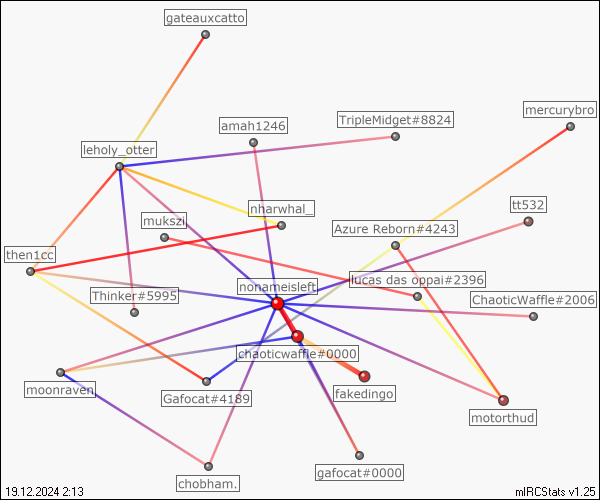 gateauxcatto
mercurybro
TripleMidget#8824
amah1246
leholy_otter
tt532
nharwhal_
mukszi
Azure Reborn#4243
then1cc
lucas das oppai#2396
nonameisleft
Thinker#5995
ChaoticWaffle#2006
chaoticwaffle#0000
moonraven
fakedingo
Gafocat#4189
motorthud
gafocat#0000
chobham.
19.12.2024 2:13
mIRCStats v1.25